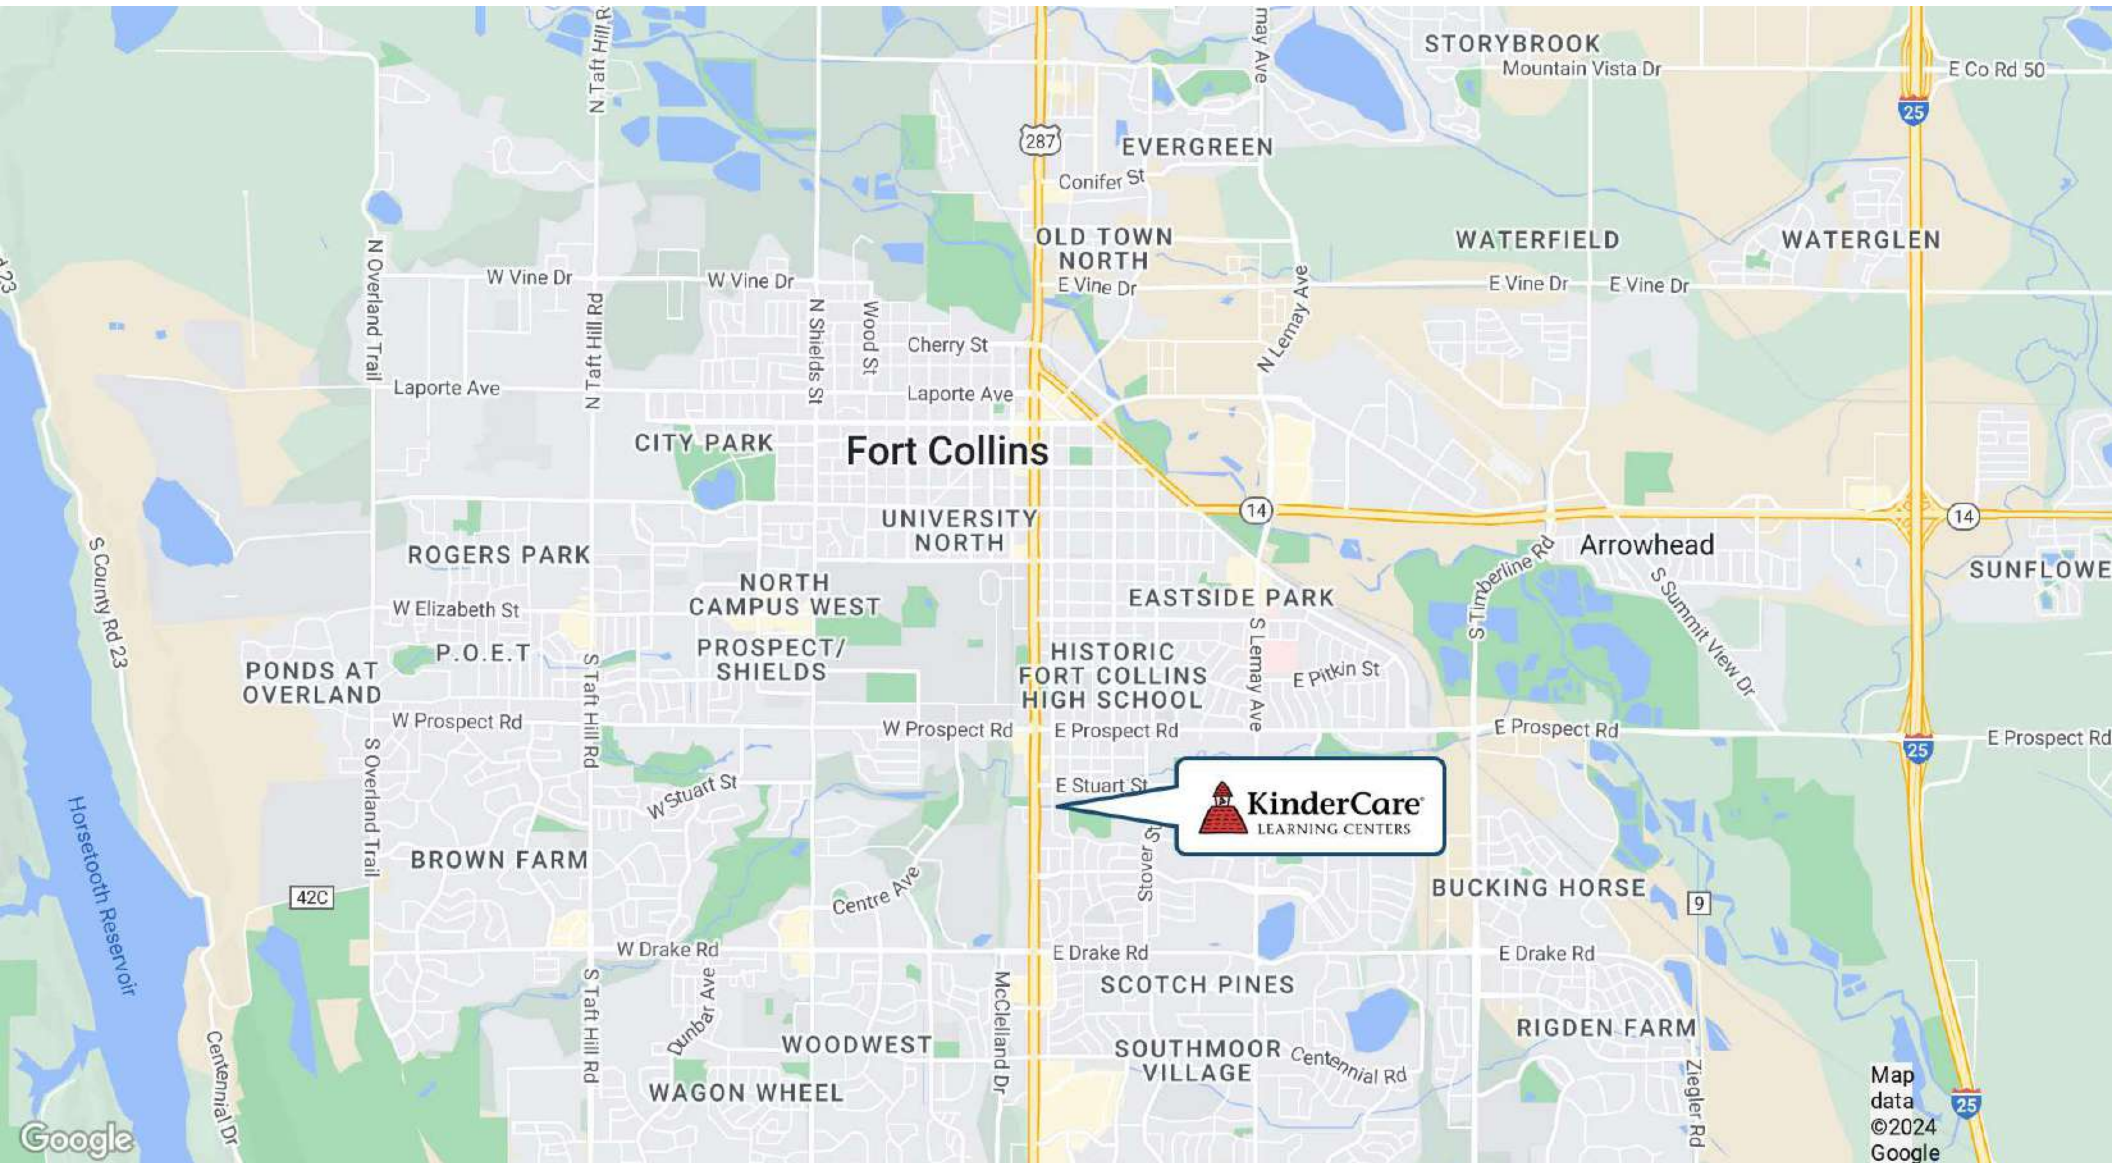 STORYBROOK
Mountain Vista Dr
E Co Rd 50
N Taft Hill R
may Ave
25
287
EVERGREEN
Conifer St
OLD TOWN
NORTH
E Vine Dr
WATERFIELD
WATERGLEN
23
N Overland Trail
W Vine Dr
W Vine Dr
E Vine Dr
E Vine Dr
N Taft Hill Rd
N Shields St
Wood St
N Lemay Ave
Cherry St
Laporte Ave
Laporte Ave
CITY PARK
Fort Collins
14
14
UNIVERSITY
NORTH
Arrowhead
ROGERS PARK
SUNFLOWE
S County Rd 23
NORTH
CAMPUS WEST
EASTSIDE PARK
S Timberline Rd
S Summit View Dr
W Elizabeth St
P.O.E.T
PROSPECT/
SHIELDS
HISTORIC
FORT COLLINS
HIGH SCHOOL
S Lemay Ave
E Pitkin St
PONDS AT
OVERLAND
S Taft Hill Rd
W Prospect Rd
W Prospect Rd
E Prospect Rd
E Prospect Rd
E Prospect Rd
25
S Overland Trail
W Stuart St
E Stuart St
KinderCare
LEARNING CENTERS
Horsetooth Reservoir
BROWN FARM
Stover S
Centre Ave
BUCKING HORSE
42C
9
W Drake Rd
E Drake Rd
E Drake Rd
Dunbar Ave
McClelland Dr
SCOTCH PINES
S Taft Hill Rd
RIGDEN FARM
WOODWEST
SOUTHMOOR
VILLAGE
Centennial Rd
Centennial Dr
WAGON WHEEL
Ziegler Rd
25
Google
Map
data
©2024
Google